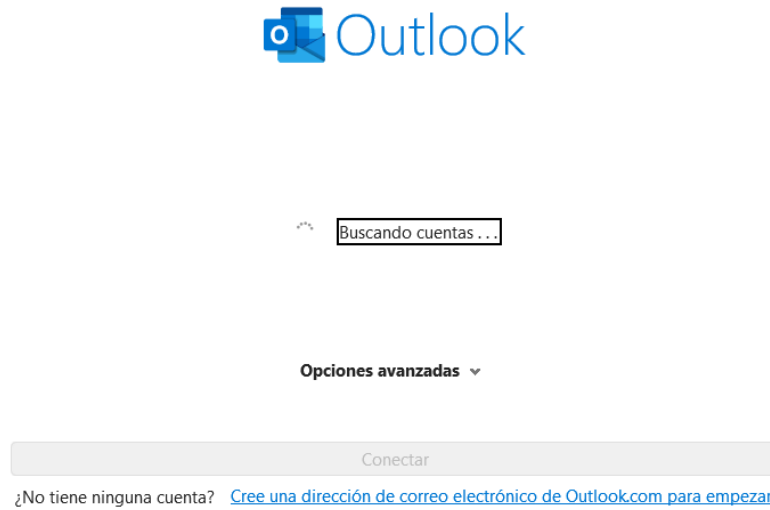 Outlook
Buscando cuentas . . .
Opciones avanzadas
Conectar
¿No tiene ninguna cuenta? Cree una dirección de correo electrónico de Outlook.com para empezar